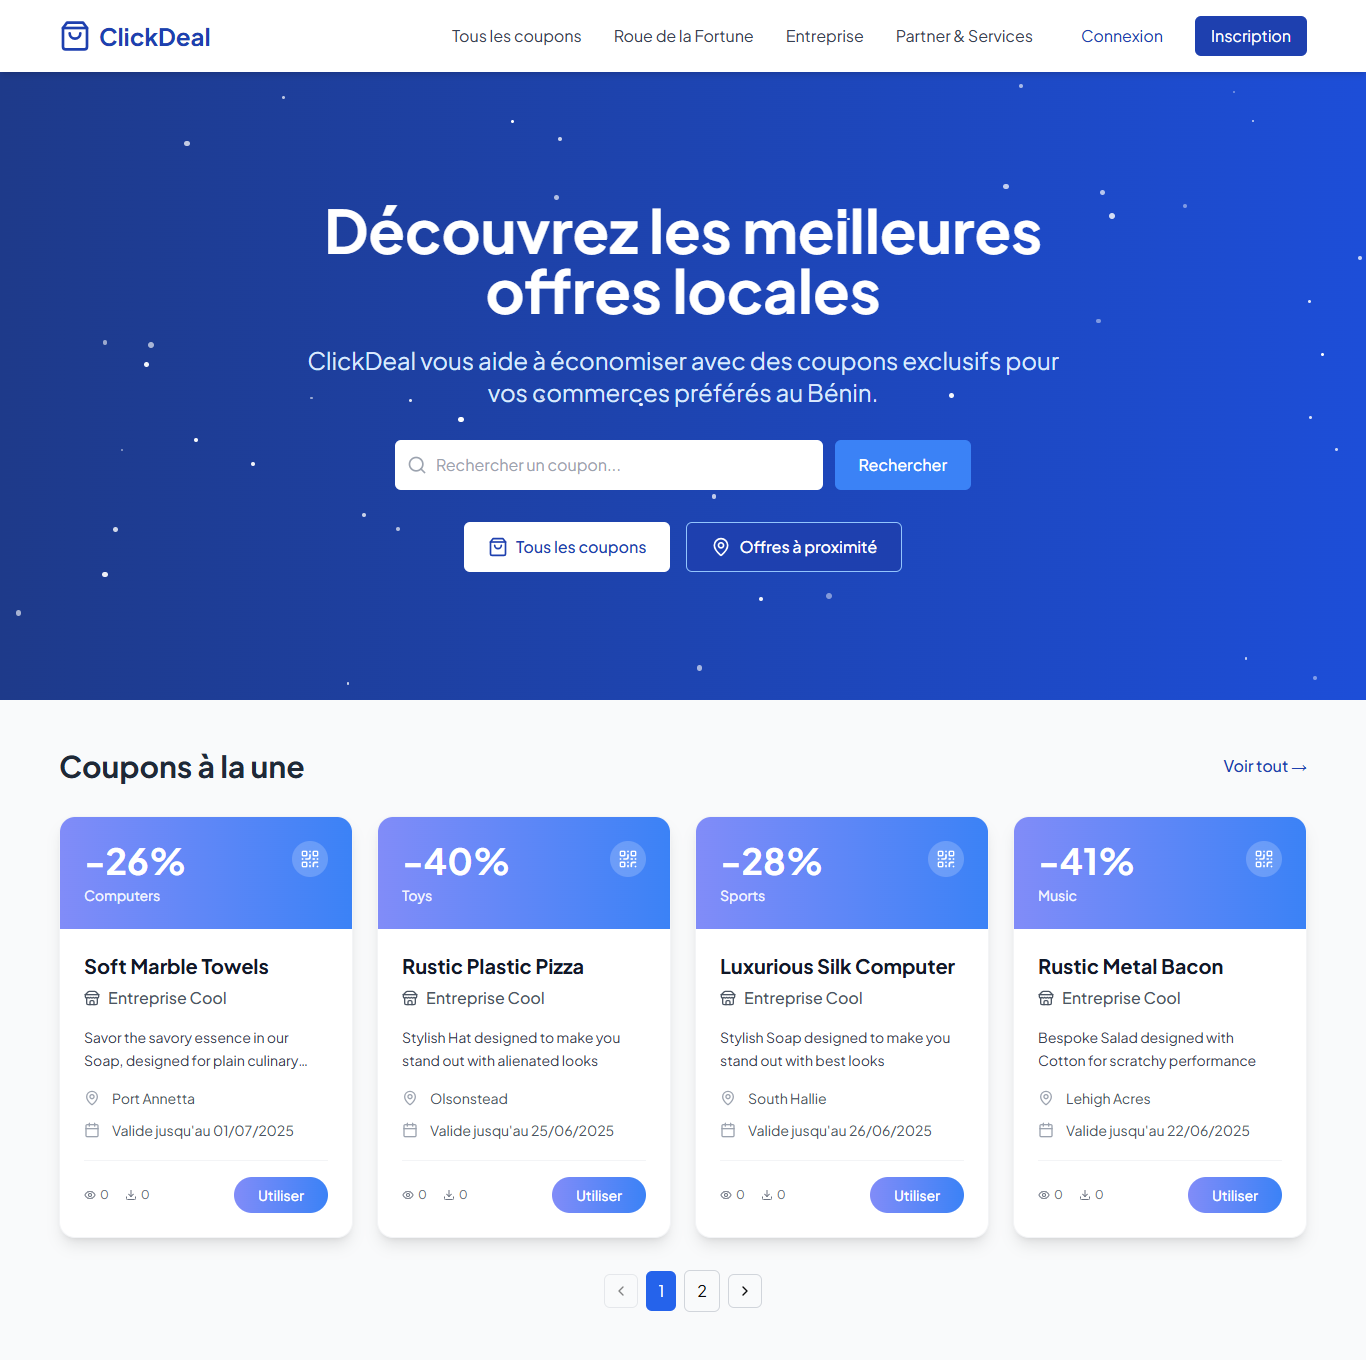 ClickDeal
Tous les coupons
Roue de la Fortune
Entreprise
Partner & Services
Connexion
Inscription
Découvrez les meilleures
offres locales
ClickDeal vous aide à économiser avec des coupons exclusifs pour
vos commerces préférés au Bénin.
Rechercher un coupon...
Rechercher
Tous les coupons
Offres à proximité
Coupons à la une
Voir tout →
-26%
Computers
Soft Marble Towels
Entreprise Cool
Savor the savory essence in our
Soap, designed for plain culinary...
Port Annetta
Valide jusqu'au 01/07/2025
0
0
Utiliser
-40%
Toys
Rustic Plastic Pizza
Entreprise Cool
Stylish Hat designed to make you
stand out with alienated looks
Olsonstead
Valide jusqu'au 25/06/2025
0
0
Utiliser
-28%
Sports
Luxurious Silk Computer
Entreprise Cool
Stylish Soap designed to make you
stand out with best looks
South Hallie
Valide jusqu'au 26/06/2025
0
0
Utiliser
-41%
Music
Rustic Metal Bacon
Entreprise Cool
Bespoke Salad designed with
Cotton for scratchy performance
Lehigh Acres
Valide jusqu'au 22/06/2025
0
0
Utiliser
1
2